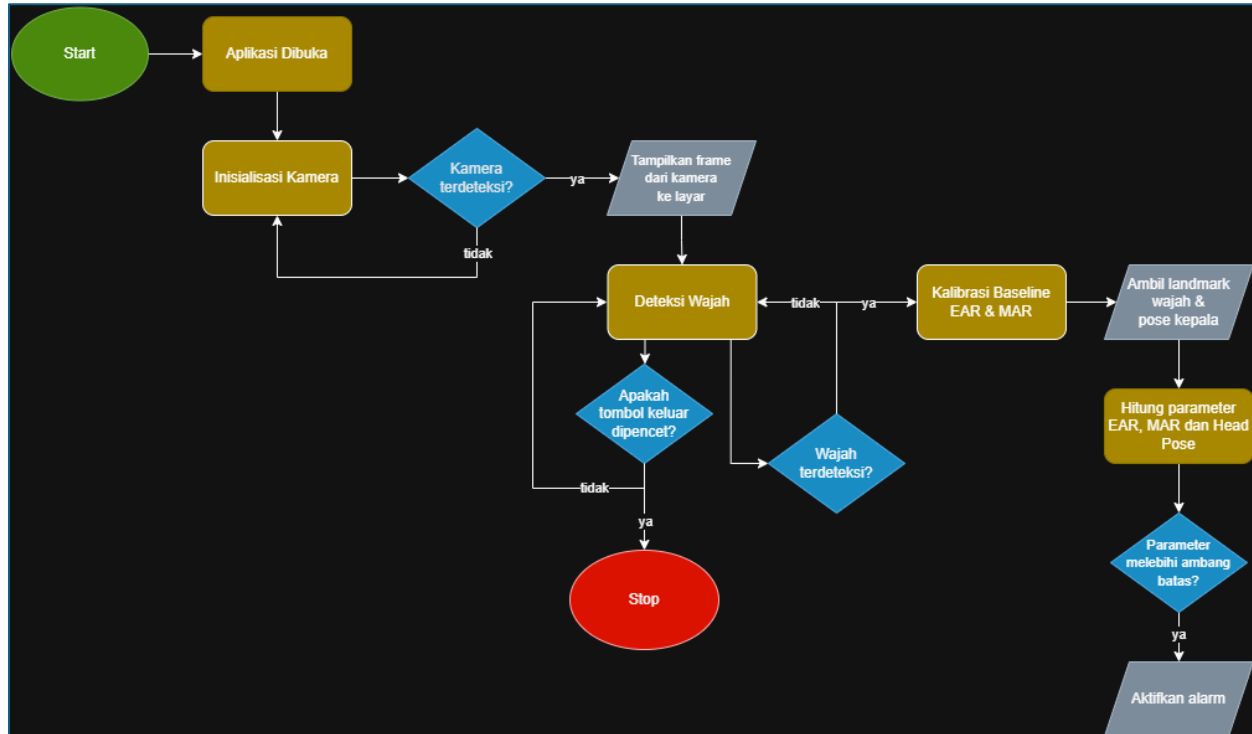 Start
Aplikasi Dibuka
Inisialisasi Kamera
Kamera
terdeteksi?
ya
tidak
Tampilkan frame
dari kamera
ke layar
Deteksi Wajah
tidak
ya
Kalibrasi Baseline
EAR & MAR
Ambil landmark
wajah &
pose kepala
Apakah
tombol keluar
dipencet?
tidak
ya
Stop
Wajah
terdeteksi?
Hitung parameter
EAR, MAR dan Head
Pose
Parameter
melebihi ambang
batas?
ya
Aktifkan alarm